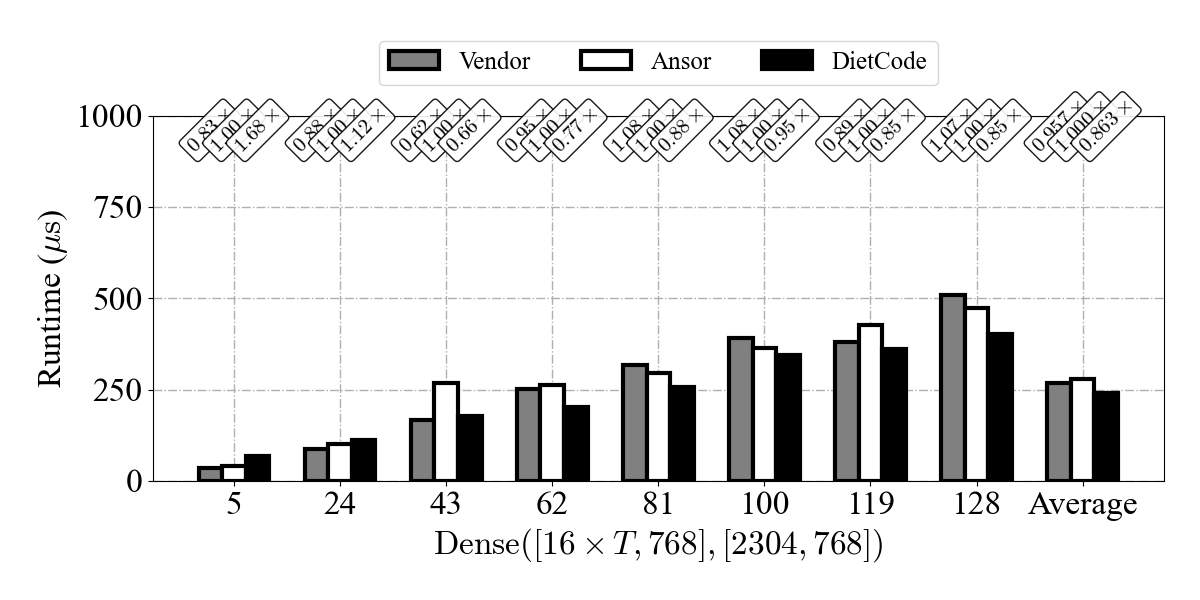 Vendor Ansor DietCode
0.83 × 1.00 × 1.68 × 0.88 × 1.00 × 1.12 × 0.62 × 1.00 × 0.66 × 0.95 × 1.00 × 0.77 × 1.08 × 1.00 × 0.88 × 1.08 × 1.00 × 0.95 × 0.89 × 1.00 × 0.85 × 1.07 × 1.00 × 0.85 × 0.957 × 1.000 × 0.863 ×
1000
750
500
250
0
Runtime (μs)
5 24 43 62 81 100 119 128 Average
Dense([16 × T, 768], [2304, 768])